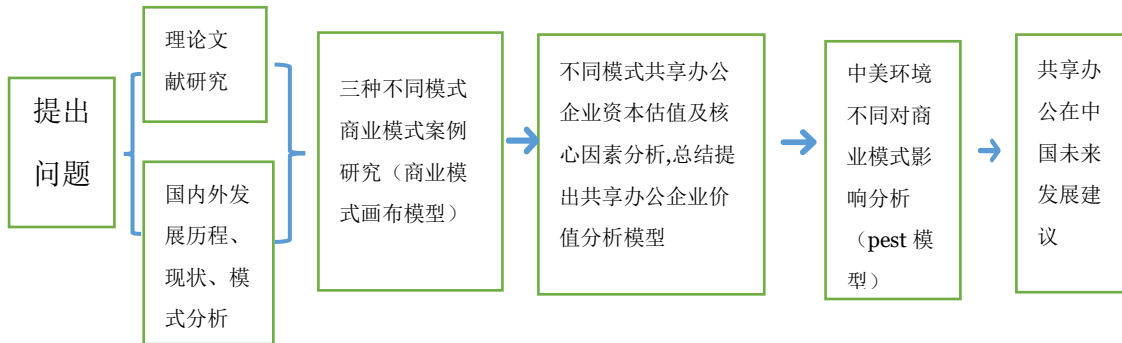 提出
问题
理论文
献研究
国内外发
展历程、
现状、模
式分析
三种不同模式
商业模式案例
研究（商业模
式画布模型）
不同模式共享办公
企业资本估值及核
心因素分析,总结提
出共享办公企业价
值分析模型
中美环境
不同对商
业模式影
响分析
（pest 模
型）
共享办
公在中
国未来
发展建
议